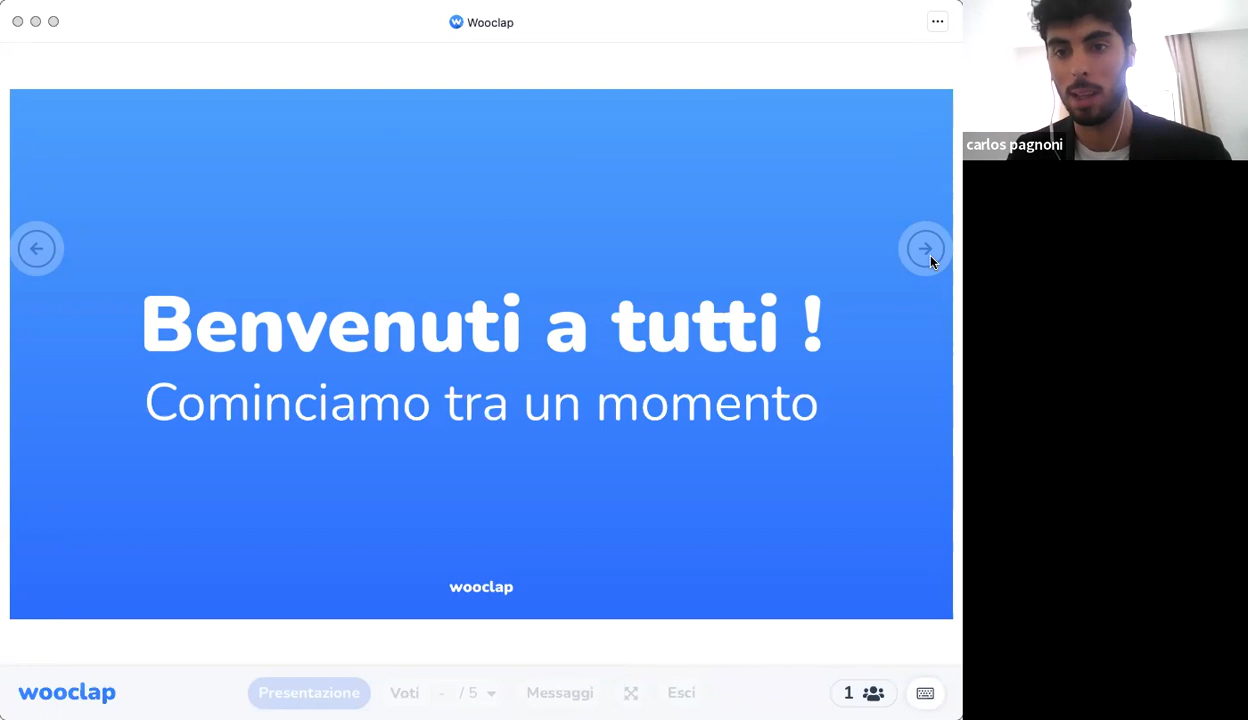 Wooclap
carlos pagnoni
Benvenuti a tutti !
Cominciamo tra un momento
wooclap
wooclap
Presentazione
Voti
- / 5
Messaggi
Esci
1